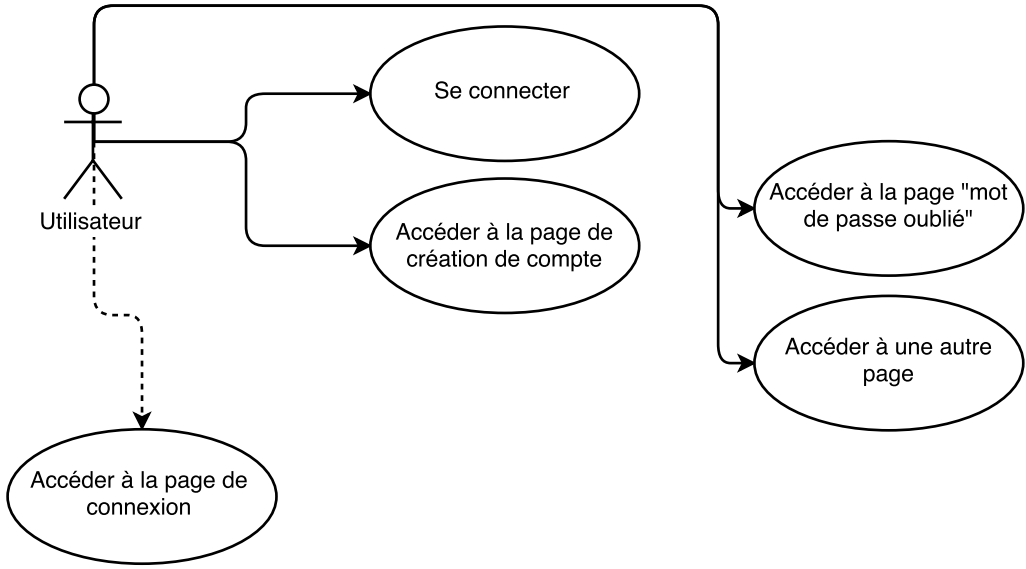 Se connecter
Accéder à la page "mot
de passe oublié"
Utilisateur
Accéder à la page de
création de compte
Accéder à une autre
page
Accéder à la page de
connexion